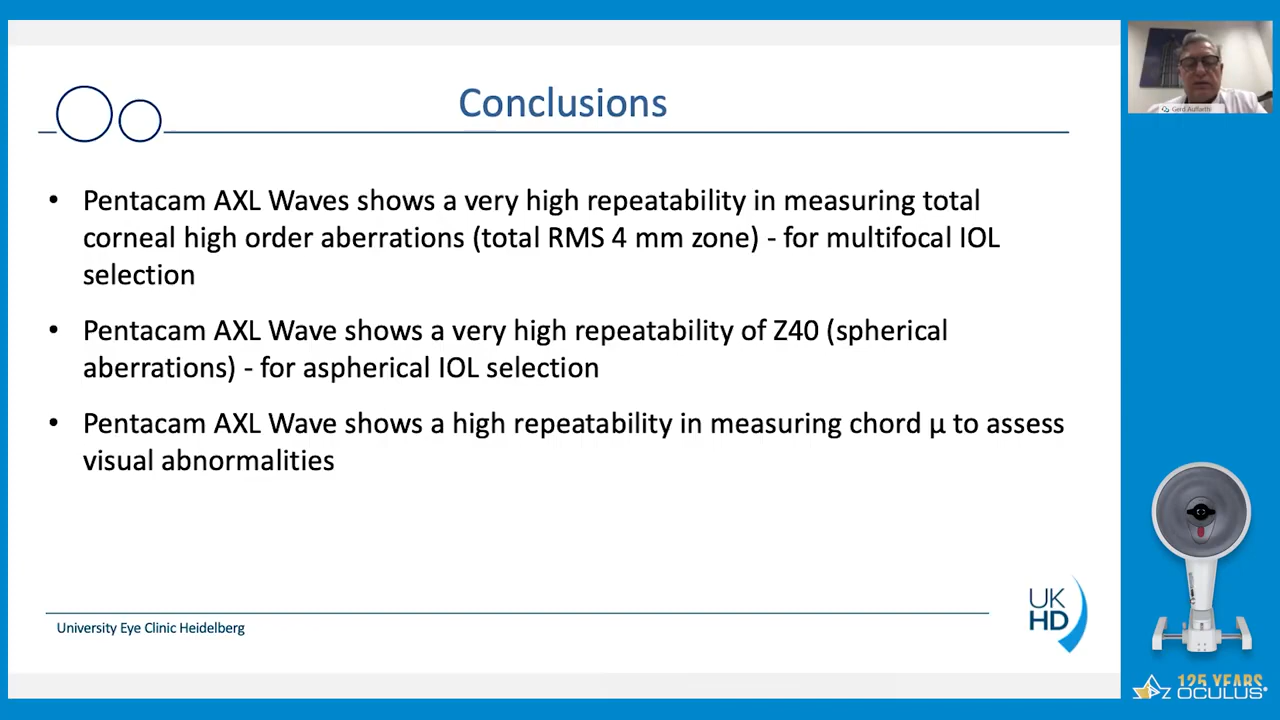 Conclusions
• Pentacam AXL Waves shows a very high repeatability in measuring total
corneal high order aberrations (total RMS 4 mm zone) - for multifocal IOL
selection
• Pentacam AXL Wave shows a very high repeatability of Z40 (spherical
aberrations) - for aspherical IOL selection
• Pentacam AXL Wave shows a high repeatability in measuring chord µ to assess
visual abnormalities
University Eye Clinic Heidelberg
UK
HD
Gerd Auffarth
125 YEARS
OCULUS®